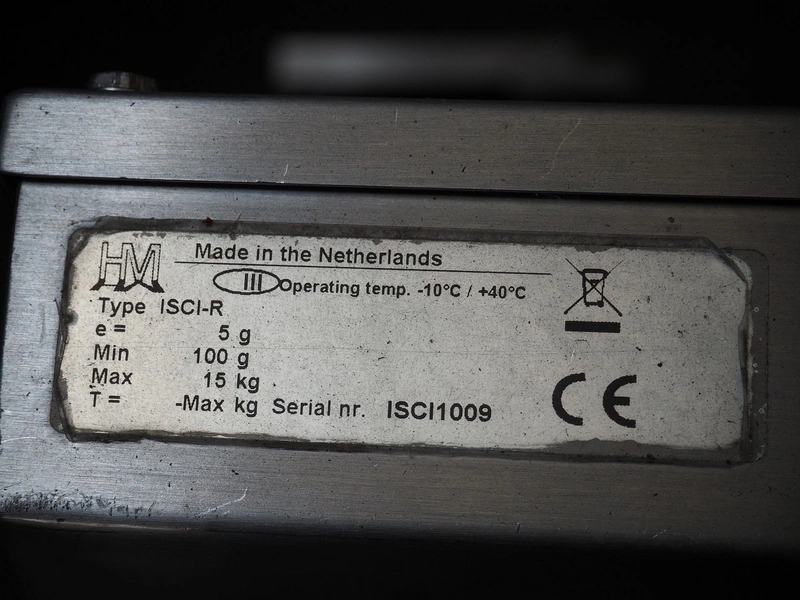 HM Made in the Netherlands
III Operating temp. -10°C / +40°C
Type ISCI-R
e = 5 g
Min 100 g
Max 15 kg
T = -Max kg Serial nr. ISCI1009
CE